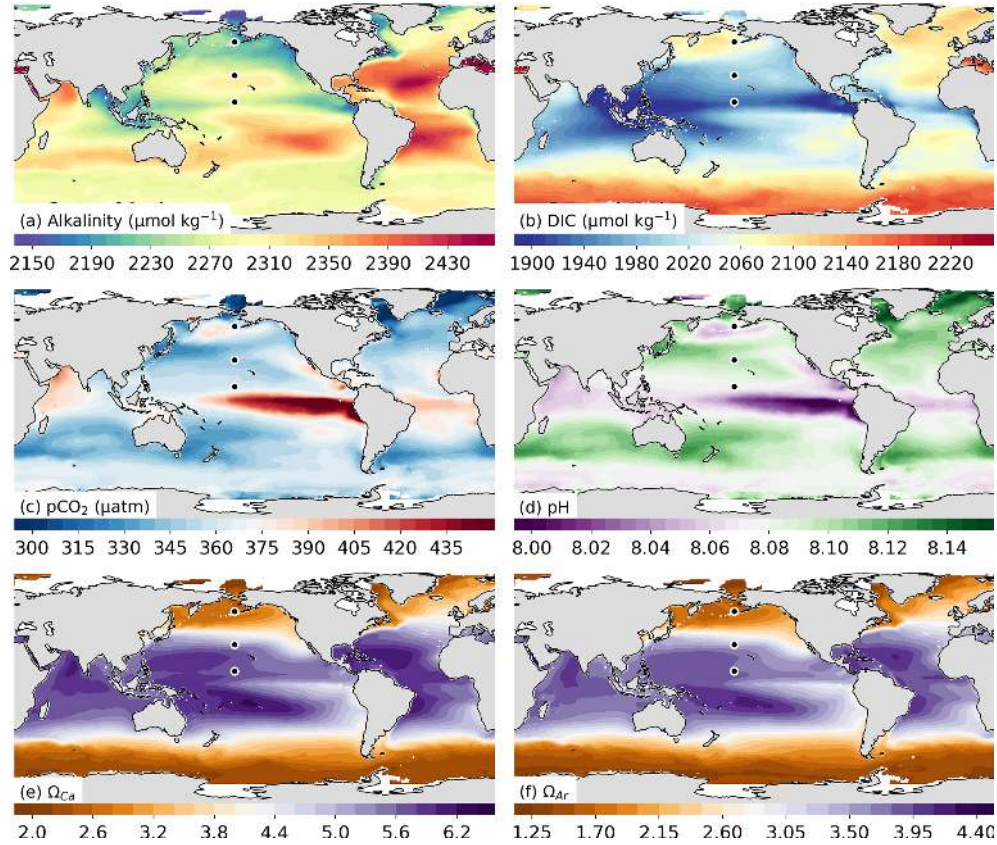 (a) Alkalinity (μmol kg⁻¹)
2150 2190 2230 2270 2310 2350 2390 2430
(b) DIC (μmol kg⁻¹)
1900 1940 1980 2020 2060 2100 2140 2180 2220
(c) pCO₂ (μatm)
300 315 330 345 360 375 390 405 420 435
(d) pH
8.00 8.02 8.04 8.06 8.08 8.10 8.12 8.14
(e) Ω_Ca
2.0 2.6 3.2 3.8 4.4 5.0 5.6 6.2
(f) Ω_Ar
1.25 1.70 2.15 2.60 3.05 3.50 3.95 4.40